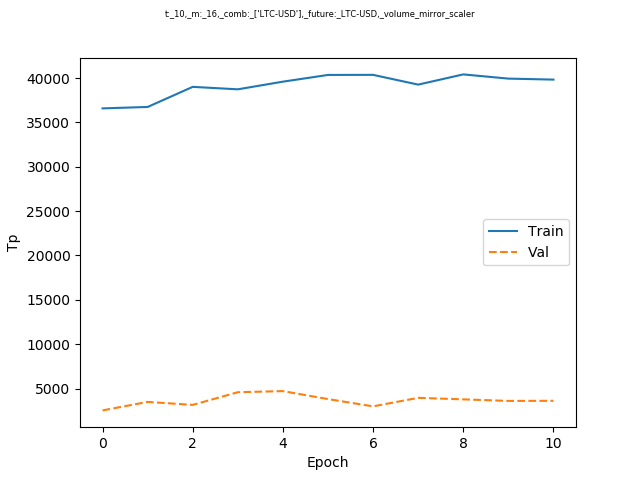 t:_10,_m:_16,_comb:_['LTC-USD'],_future:_LTC-USD,_volume_mirror_scaler
40000
35000
30000
25000
20000
15000
10000
5000
Tp
Train
Val
0 2 4 6 8 10
Epoch